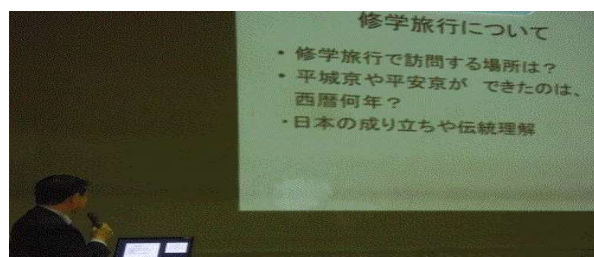 修学旅行について
・修学旅行で訪問する場所は？
・平城京や平安京が できたのは、
西暦何年？
・日本の成り立ちや伝統理解